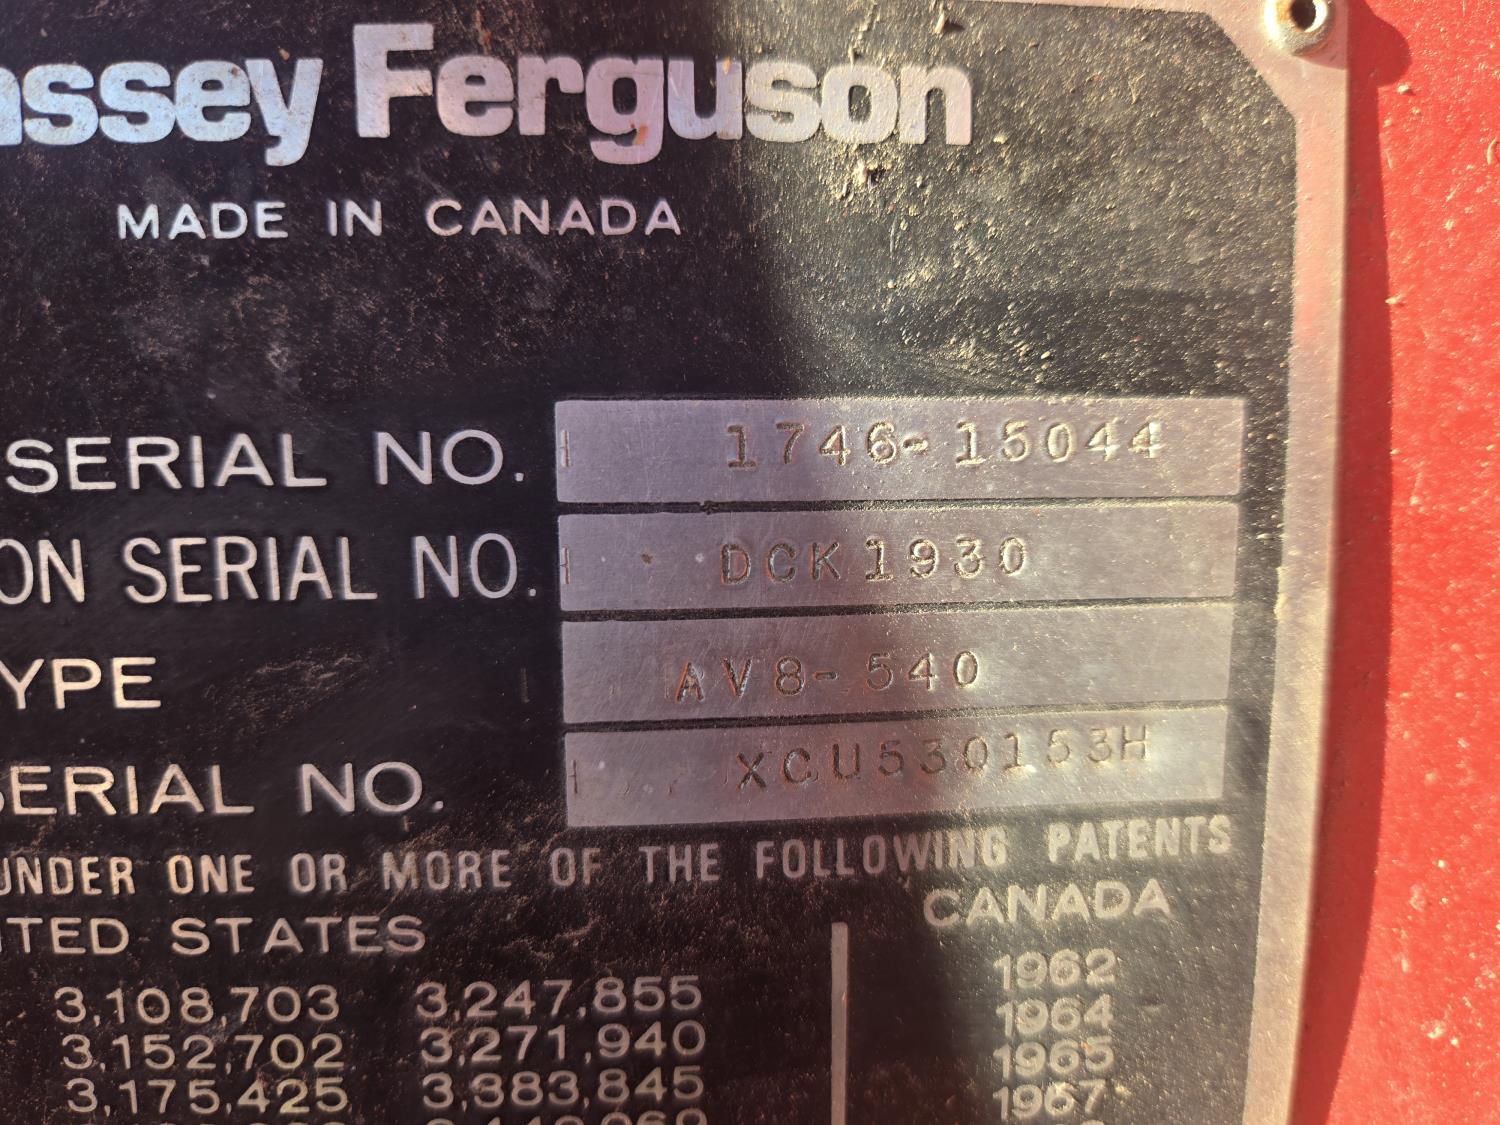 assey Ferguson
MADE IN CANADA
SERIAL NO. 1746-15044
ON SERIAL NO. DCK1930
YPE AV8-540
SERIAL NO. XCU530153H
UNDER ONE OR MORE OF THE FOLLOWING PATENTS
ITED STATES CANADA
3,108,703 3,247,855 1962
3,152,702 3,271,940 1964
3,175,425 3,383,845 1965
1967